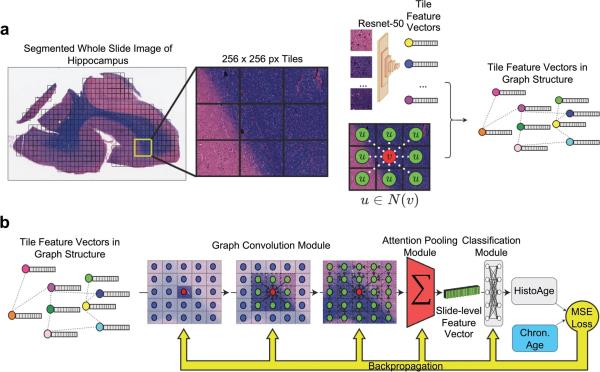 a
Segmented Whole Slide Image of
Hippocampus
256 x 256 px Tiles
Resnet-50
Tile
Feature
Vectors
...
...
Tile Feature Vectors in
Graph Structure
u u u
u v u
u u u
u ∈ N(v)
b
Tile Feature Vectors in
Graph Structure
Graph Convolution Module
Attention Pooling
Module
Classification
Module
Σ
Slide-level
Feature
Vector
HistoAge
Chron.
Age
MSE
Loss
Backpropagation